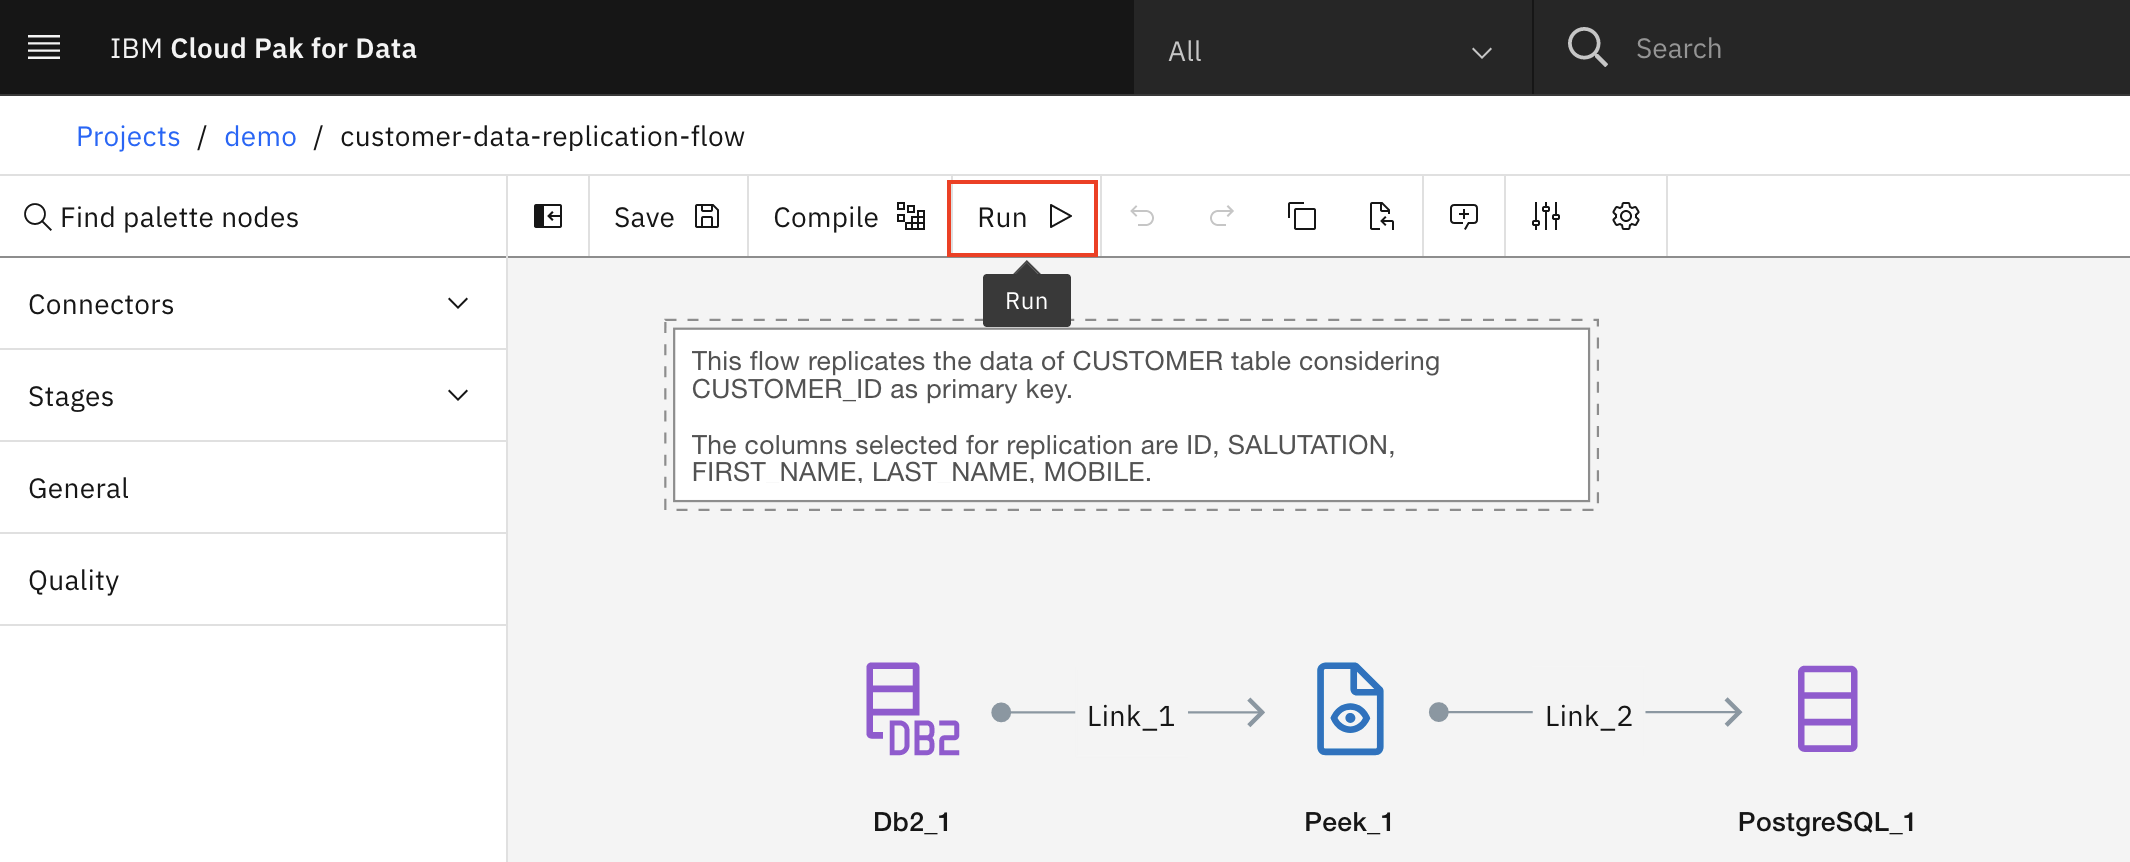 IBM Cloud Pak for Data
All
Search
Projects / demo / customer-data-replication-flow
Find palette nodes
Save
Compile
Run
Run
Connectors
Stages
General
Quality
This flow replicates the data of CUSTOMER table considering
CUSTOMER_ID as primary key.
The columns selected for replication are ID, SALUTATION,
FIRST_NAME, LAST_NAME, MOBILE.
DB2
Link_1
Link_2
Db2_1
Peek_1
PostgreSQL_1